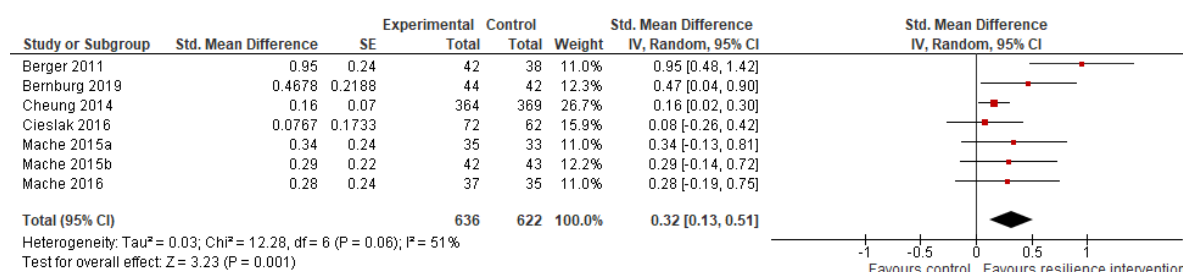 Experimental Control Std. Mean Difference Std. Mean Difference
Study or Subgroup Std. Mean Difference SE Total Total Weight IV, Random, 95% CI IV, Random, 95% CI
Berger 2011 0.95 0.24 42 38 11.0% 0.95 [0.48, 1.42]
Bernburg 2019 0.4678 0.2188 44 42 12.3% 0.47 [0.04, 0.90]
Cheung 2014 0.16 0.07 364 369 26.7% 0.16 [0.02, 0.30]
Cieslak 2016 0.0767 0.1733 72 62 15.9% 0.08 [-0.26, 0.42]
Mache 2015a 0.34 0.24 35 33 11.0% 0.34 [-0.13, 0.81]
Mache 2015b 0.29 0.22 42 43 12.2% 0.29 [-0.14, 0.72]
Mache 2016 0.28 0.24 37 35 11.0% 0.28 [-0.19, 0.75]
Total (95% CI) 636 622 100.0% 0.32 [0.13, 0.51]
Heterogeneity: Tau² = 0.03; Chi² = 12.28, df = 6 (P = 0.06); I² = 51%
Test for overall effect: Z = 3.23 (P = 0.001)
-1 -0.5 0 0.5 1
Favours control Favours resilience intervention